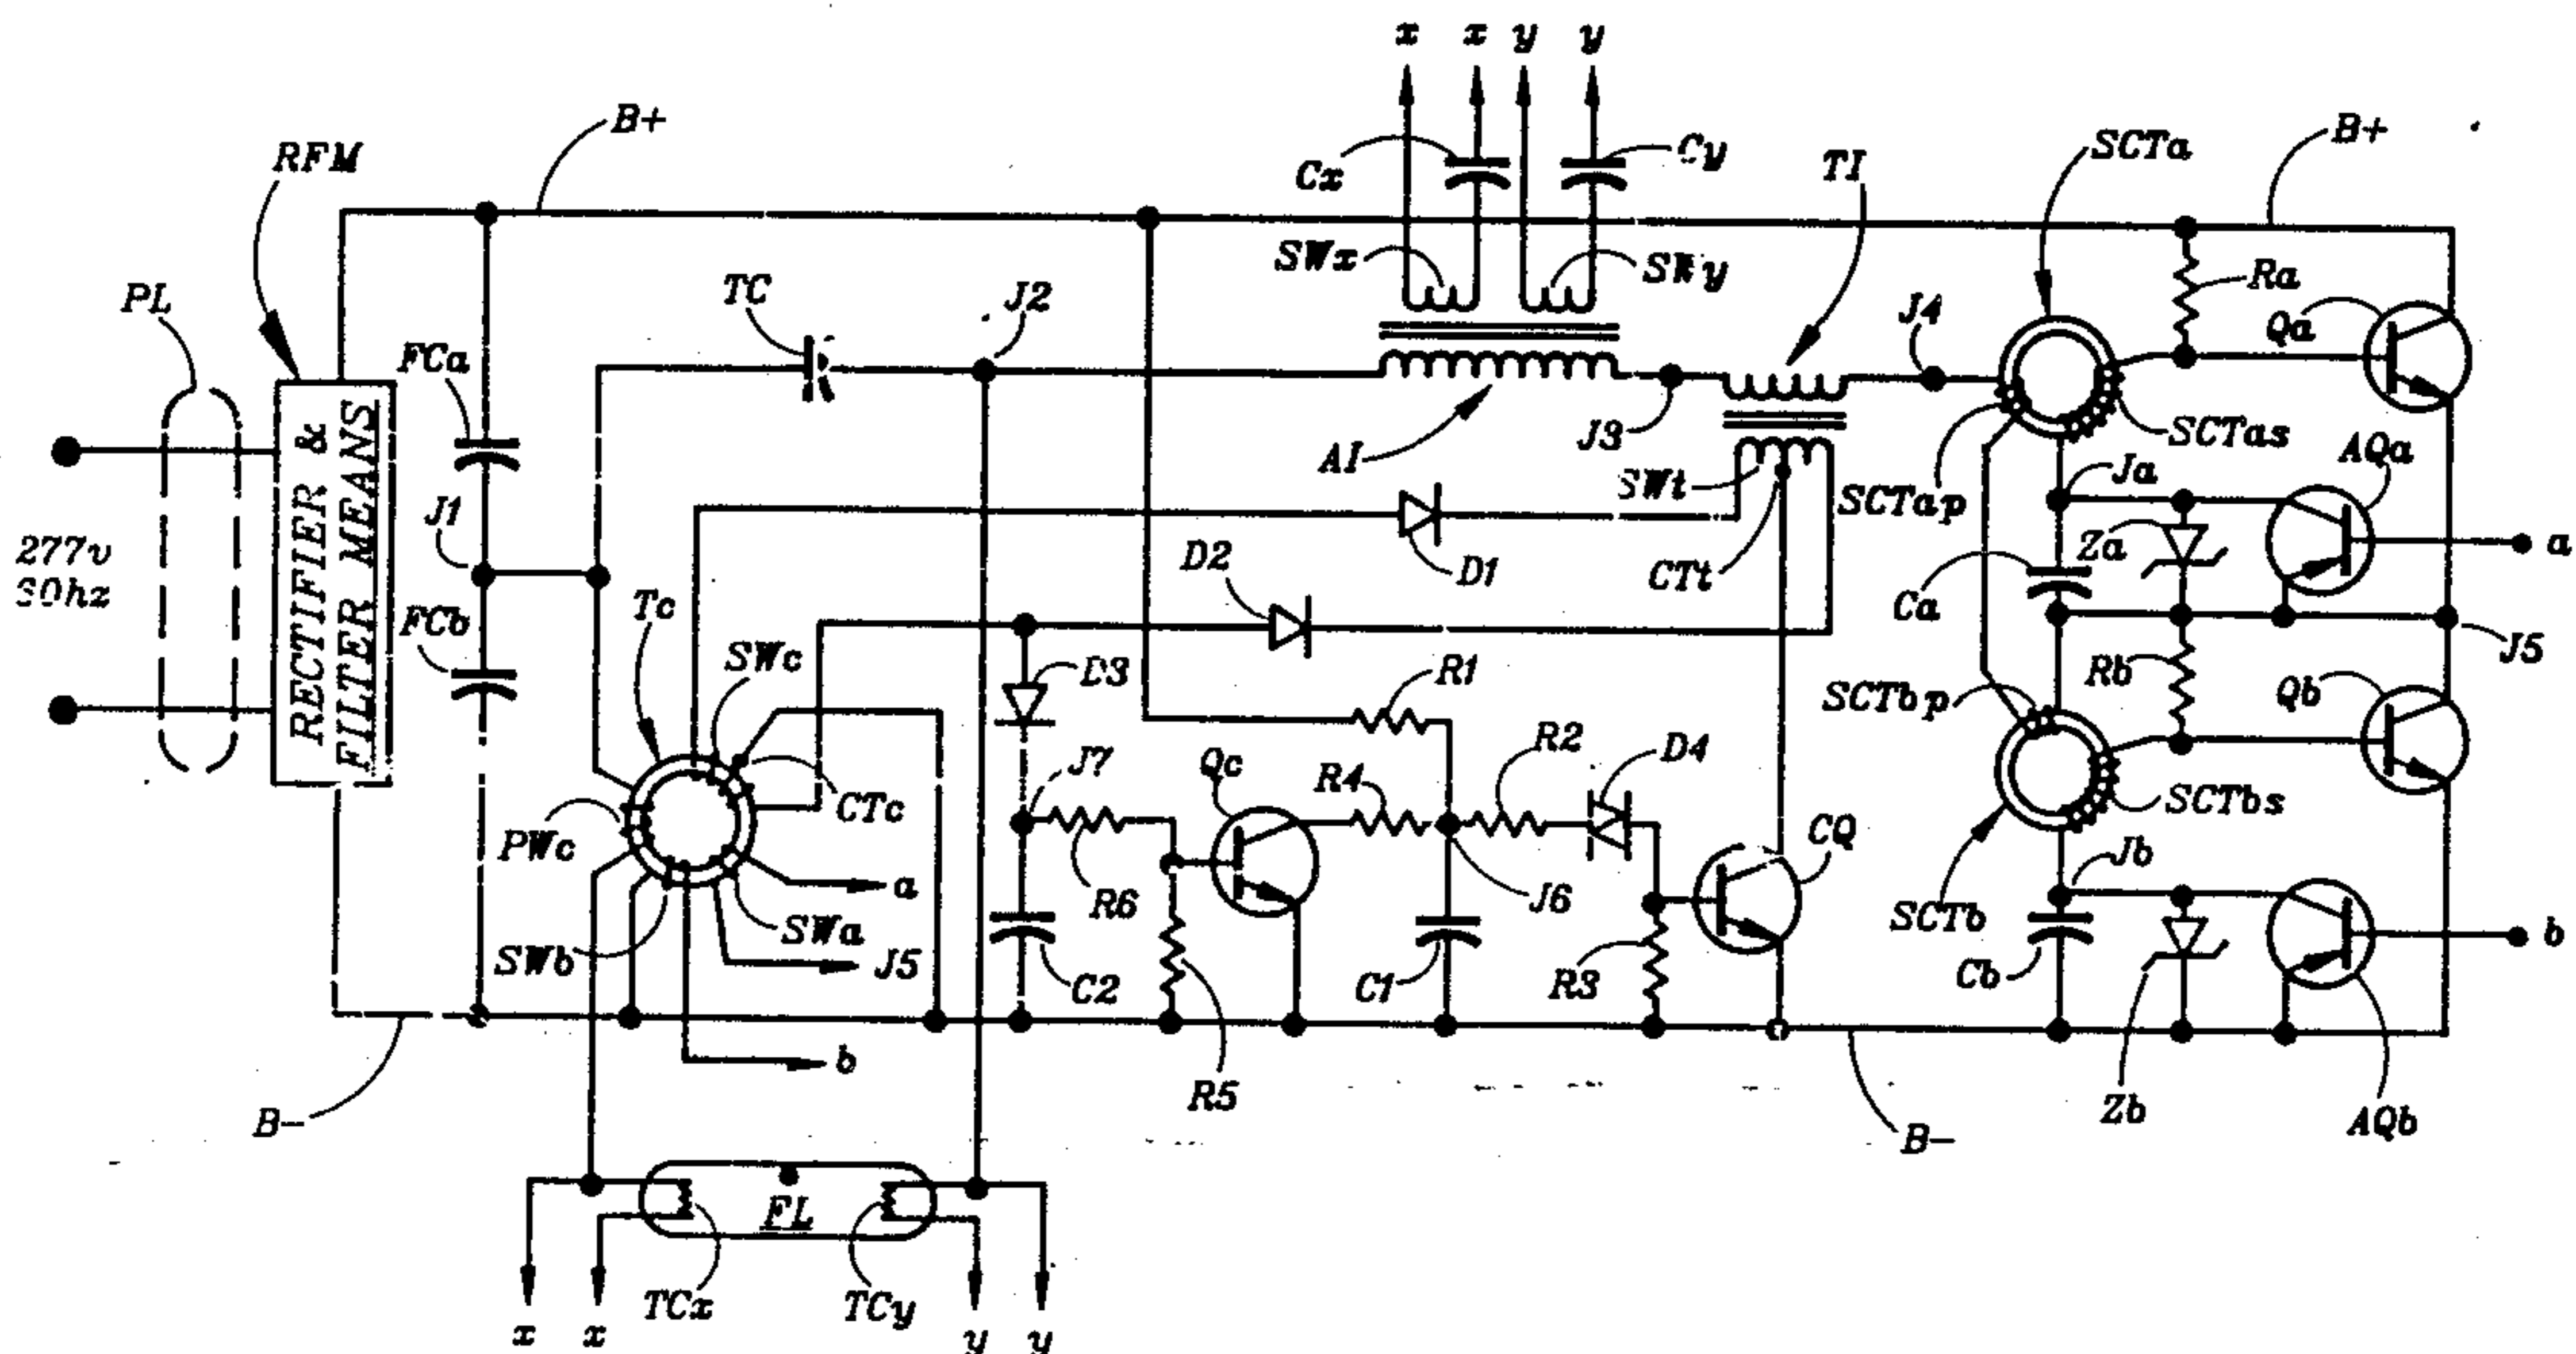 x x y y
B+
B+
RFM
SCTa
Cx
Cy
TI
SWx
SWy
Ra
PL
TC
J2
J4
Qa
FCa
J3
AI
SCTas
AQa
SWt
SCTap
Ja
J1
RECTIFIER &
FILTER MEANS
277v
D1
CTt
Za
a
D2
Ca
Tc
FCb
SWc
D3
R1
Rb
J5
Qb
SCTbp
J7
Qc
R4
R2
D4
CQ
SCTbs
PWc
CTc
a
R6
J6
Jb
SCTb
SWb
SWa
J5
C2
C1
R3
Cb
b
b
R5
Zb
AQb
B-
B-
FL
TCx
TCy
x x y y